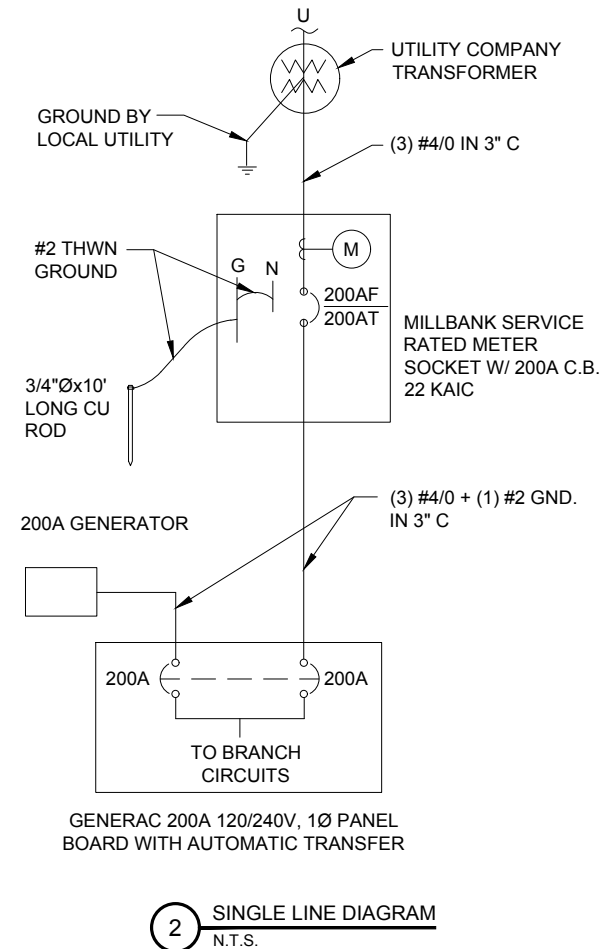 U
UTILITY COMPANY
TRANSFORMER
GROUND BY
LOCAL UTILITY
(3) #4/0 IN 3" C
#2 THWN
GROUND
G
N
M
200AF
200AT
MILLBANK SERVICE
RATED METER
SOCKET W/ 200A C.B.
22 KAIC
3/4"Øx10'
LONG CU
ROD
(3) #4/0 + (1) #2 GND.
IN 3" C
200A GENERATOR
200A
200A
TO BRANCH
CIRCUITS
GENERAC 200A 120/240V, 1Ø PANEL
BOARD WITH AUTOMATIC TRANSFER
2
SINGLE LINE DIAGRAM
N.T.S.